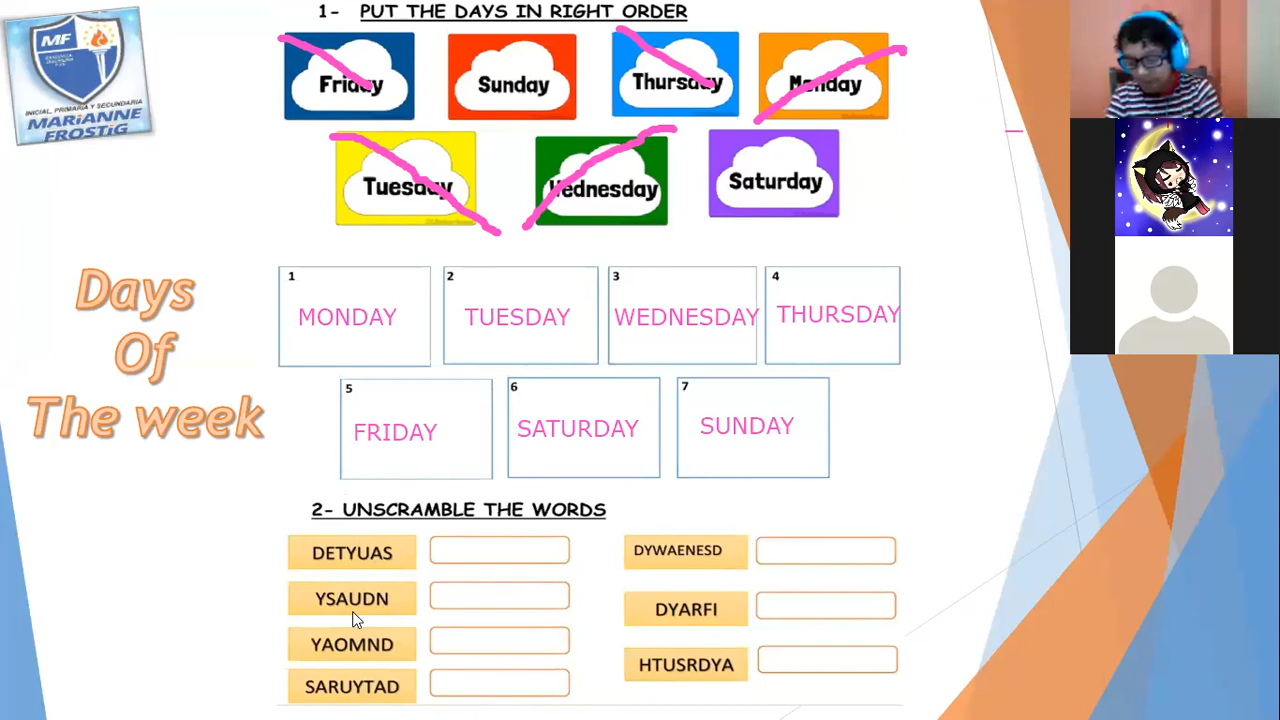 MF
INICIAL, PRIMARIA Y SECUNDARIA
MARiANNE
FROSTiG
1- PUT THE DAYS IN RIGHT ORDER
Friday
Sunday
Thursday
Monday
Tuesday
Wednesday
Saturday
Days
Of
The week
1
MONDAY
2
TUESDAY
3
WEDNESDAY
4
THURSDAY
5
FRIDAY
6
SATURDAY
7
SUNDAY
2- UNSCRAMBLE THE WORDS
DETYUAS
YSAUDN
YAOMND
SARUYTAD
DYWAENESD
DYARFI
HTUSRDYA